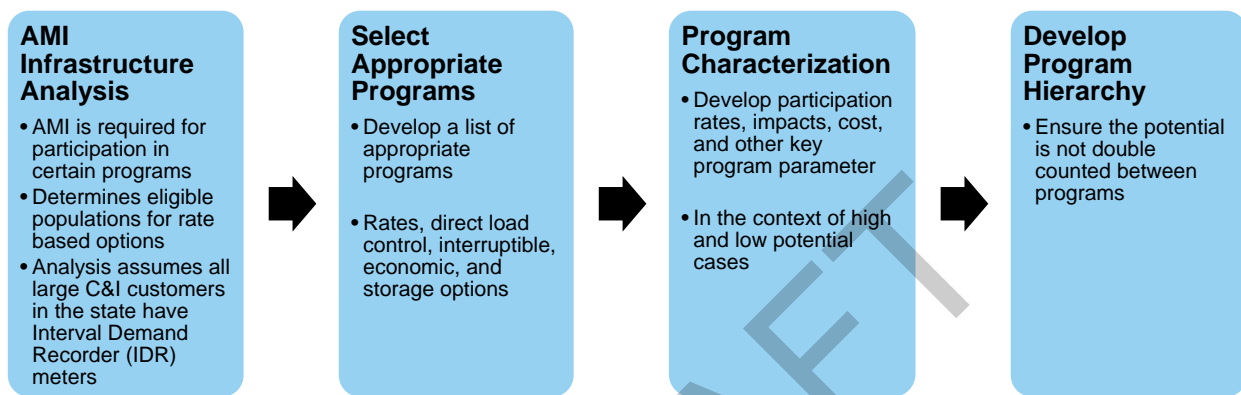 AMI
Infrastructure
Analysis
• AMI is required for
participation in
certain programs
• Determines eligible
populations for rate
based options
• Analysis assumes all
large C&I customers
in the state have
Interval Demand
Recorder (IDR)
meters
Select
Appropriate
Programs
• Develop a list of
appropriate
programs
• Rates, direct load
control, interruptible,
economic, and
storage options
Program
Characterization
• Develop participation
rates, impacts, cost,
and other key
program parameter
• In the context of high
and low potential
cases
Develop
Program
Hierarchy
• Ensure the potential
is not double
counted between
programs